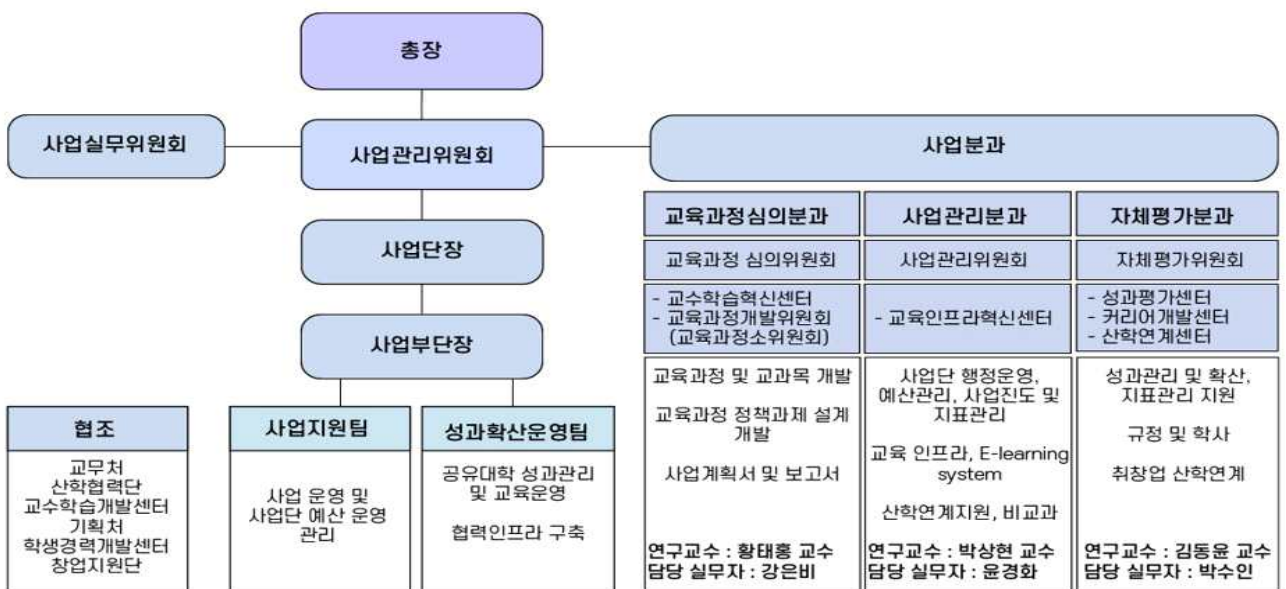 총장
사업실무위원회
사업관리위원회
사업분과
사업단장
사업부단장
협조
교무처
산학협력단
교수학습개발센터
기획처
학생경력개발센터
창업지원단
사업지원팀
사업 운영 및
사업단 예산 운영
관리
성과확산운영팀
공유대학 성과관리
및 교육운영
협력인프라 구축
교육과정심의분과
교육과정 심의위원회
- 교수학습혁신센터
- 교육과정개발위원회
(교육과정소위원회)
교육과정 및 교과목 개발
교육과정 정책과제 설계
개발
사업계획서 및 보고서
연구교수 : 황태홍 교수
담당 실무자 : 강은비
사업관리분과
사업관리위원회
- 교육인프라혁신센터
사업단 행정운영,
예산관리, 사업진도 및
지표관리
교육 인프라, E-learning
system
산학연계지원, 비교과
연구교수 : 박상현 교수
담당 실무자 : 윤경화
자체평가분과
자체평가위원회
- 성과평가센터
- 커리어개발센터
- 산학연계센터
성과관리 및 확산,
지표관리 지원
규정 및 학사
취창업 산학연계
연구교수 : 김동윤 교수
담당 실무자 : 박수인